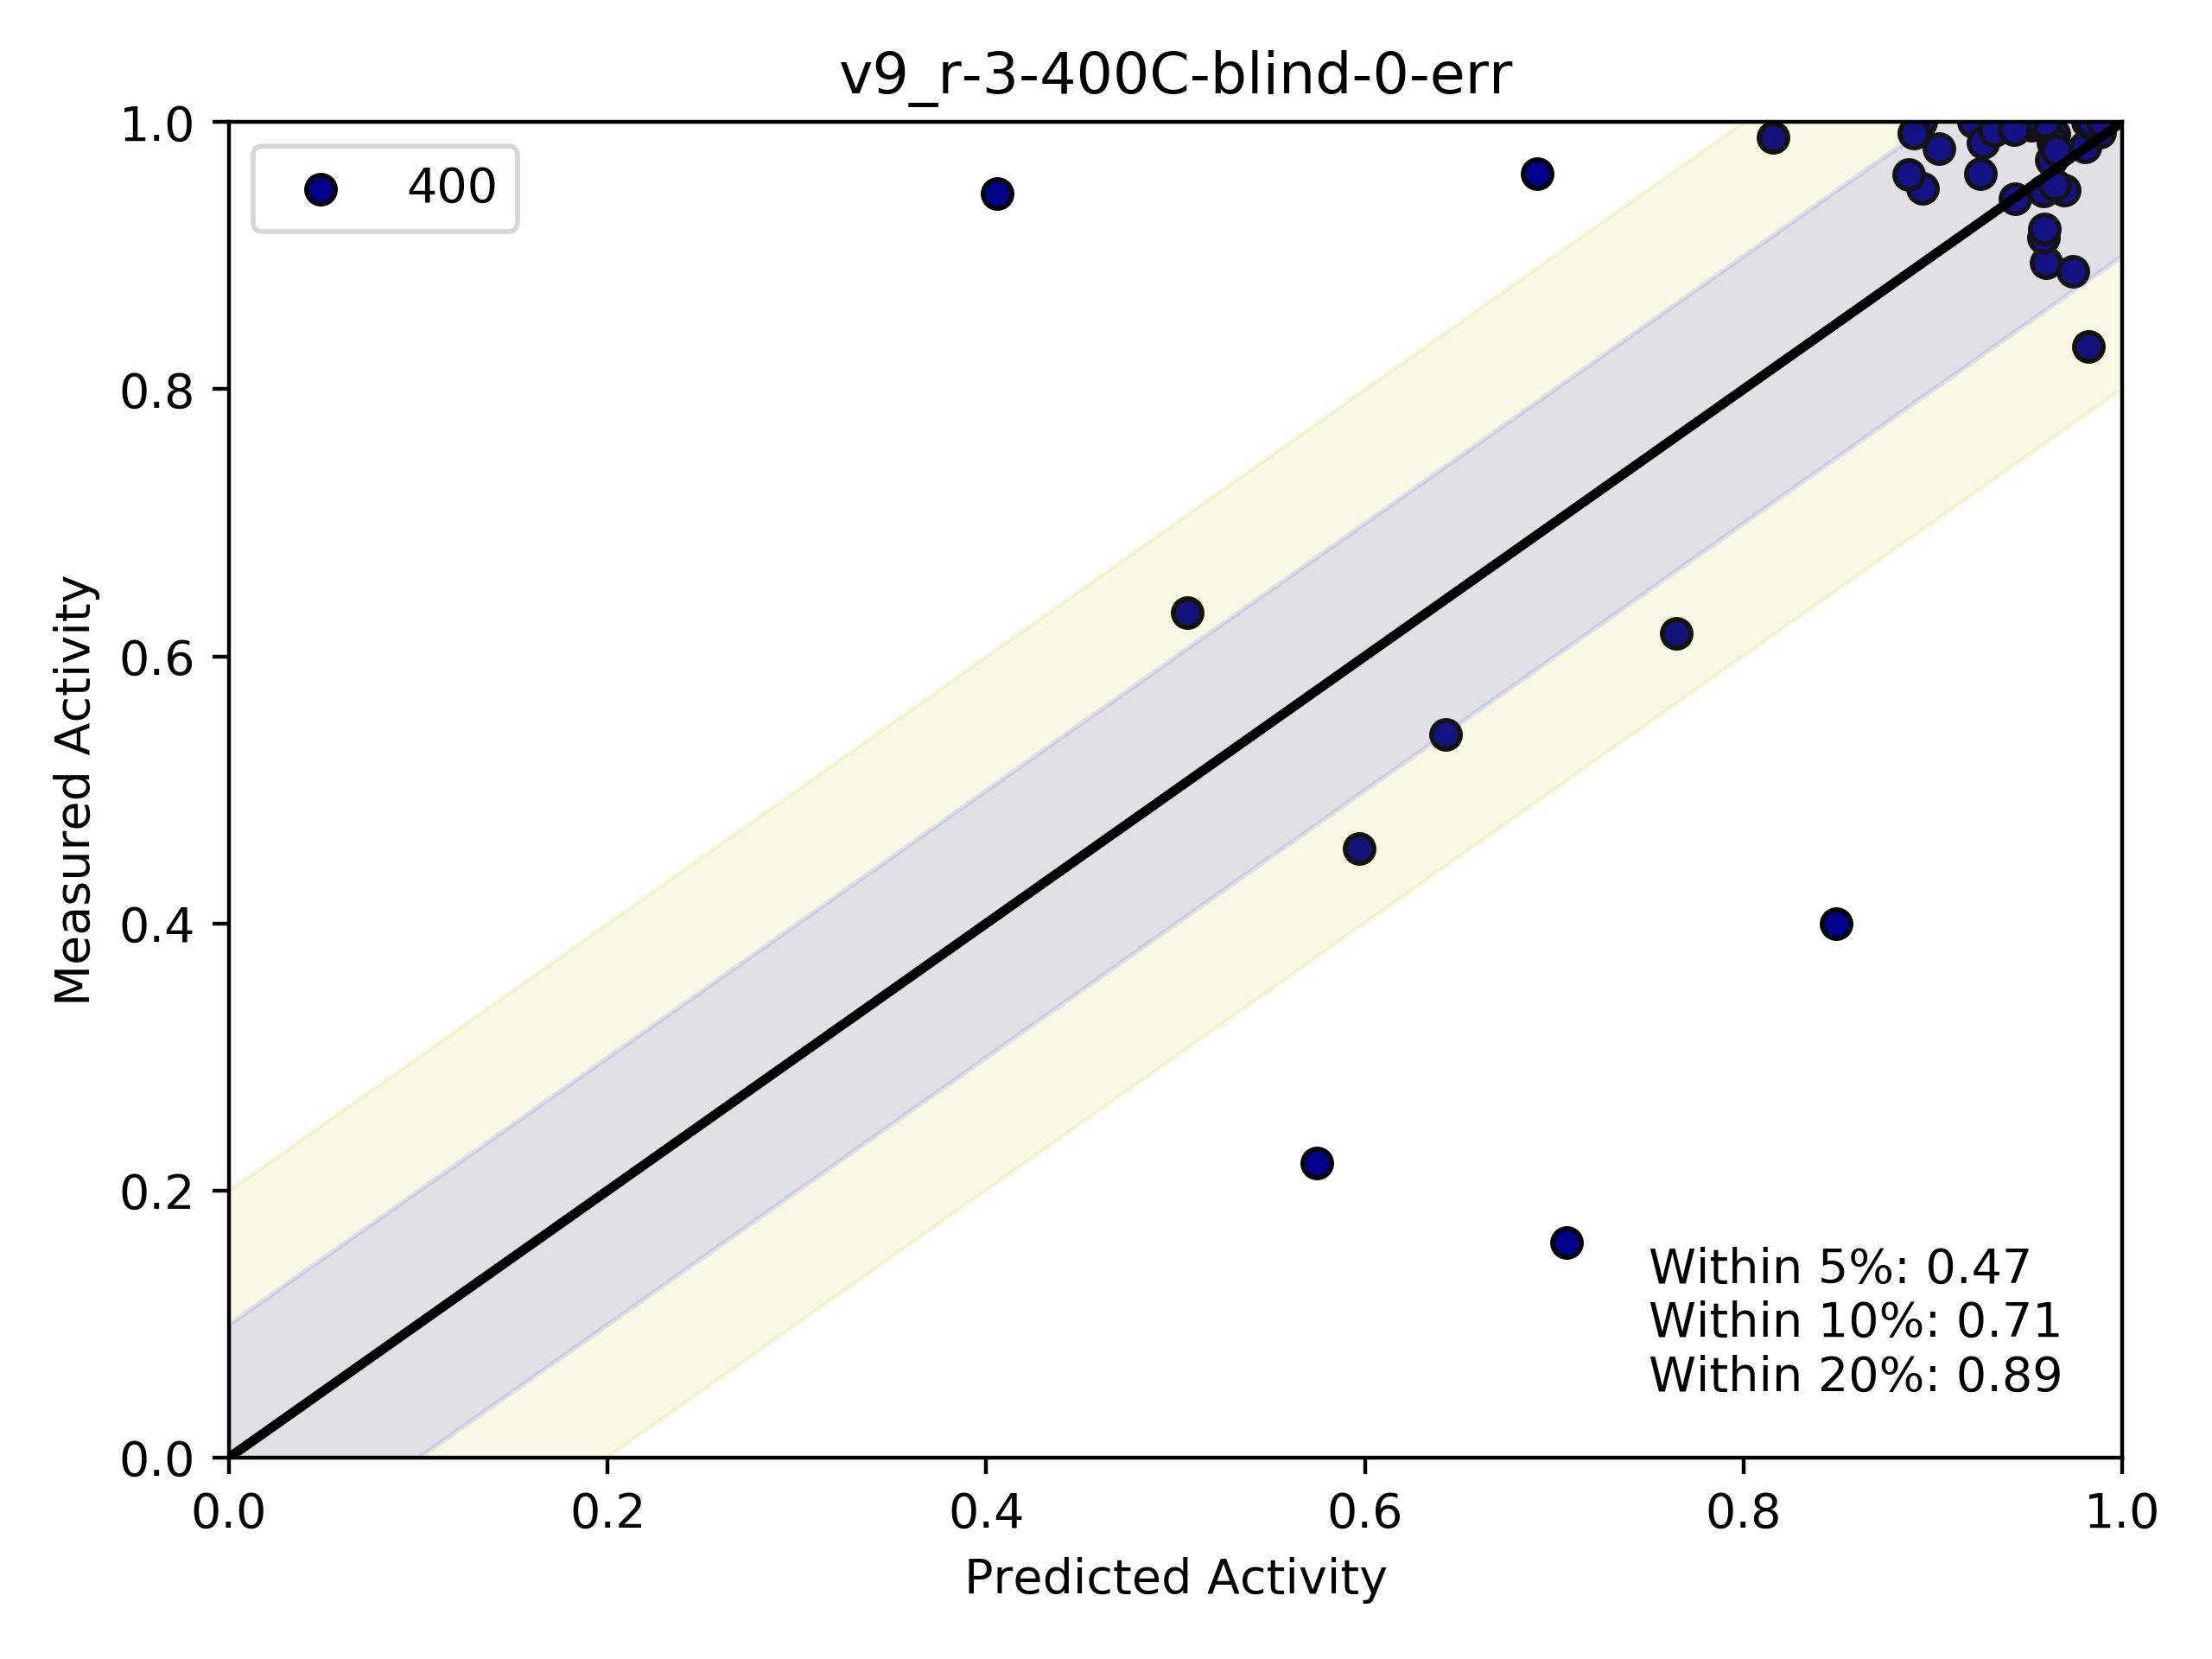 v9_r-3-400C-blind-0-err
1.0
0.8
0.6
0.4
0.2
0.0
Measured Activity
400
Within 5%: 0.47
Within 10%: 0.71
Within 20%: 0.89
0.0 0.2 0.4 0.6 0.8 1.0
Predicted Activity